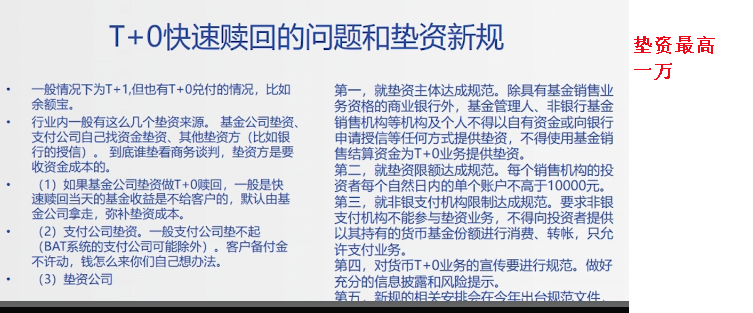 T+0快速赎回的问题和垫资新规
• 一般情况下为T+1,但也有T+0兑付的情况，比如
余额宝。
• 行业内一般有这么几个垫资来源。 基金公司垫资、
支付公司自己找资金垫资、其他垫资方（比如银
行的授信）。 到底谁垫看商务谈判，垫资方是要
收资金成本的。
• （1）如果基金公司垫资做T+0赎回，一般是快
速赎回当天的基金收益是不给客户的，默认由基
金公司拿走，弥补垫资成本。
• （2）支付公司垫资。一般支付公司垫不起
（BAT系统的支付公司可能除外）。客户备付金
不许动，钱怎么来你们自己想办法。
• （3）垫资公司
第一，就垫资主体达成规范。除具有基金销售业
务资格的商业银行外，基金管理人、非银行基金
销售机构等机构及个人不得以自有资金或向银行
申请授信等任何方式提供垫资，不得使用基金销
售结算资金为T+0业务提供垫资。
第二，就垫资限额达成规范。每个销售机构的投
资者每个自然日内的单个账户不高于10000元。
第三，就非银支付机构限制达成规范。要求非银
支付机构不能参与垫资业务，不得向投资者提供
以其持有的货币基金份额进行消费、转帐，只允
许支付业务。
第四，对货币T+0业务的宣传要进行规范。做好
充分的信息披露和风险提示。
第五，新规的相关安排会在今年出台规范文件，
垫资最高
一万